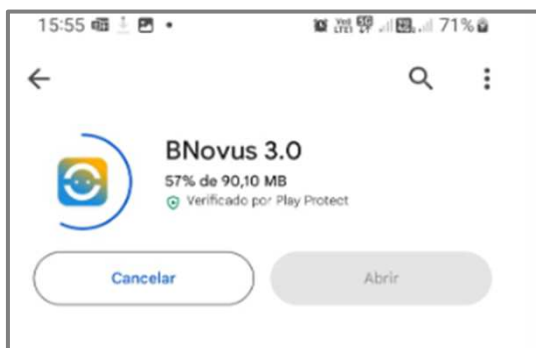 15:55 71%
BNovus 3.0
57% de 90,10 MB
Verificado por Play Protect
Cancelar Abrir